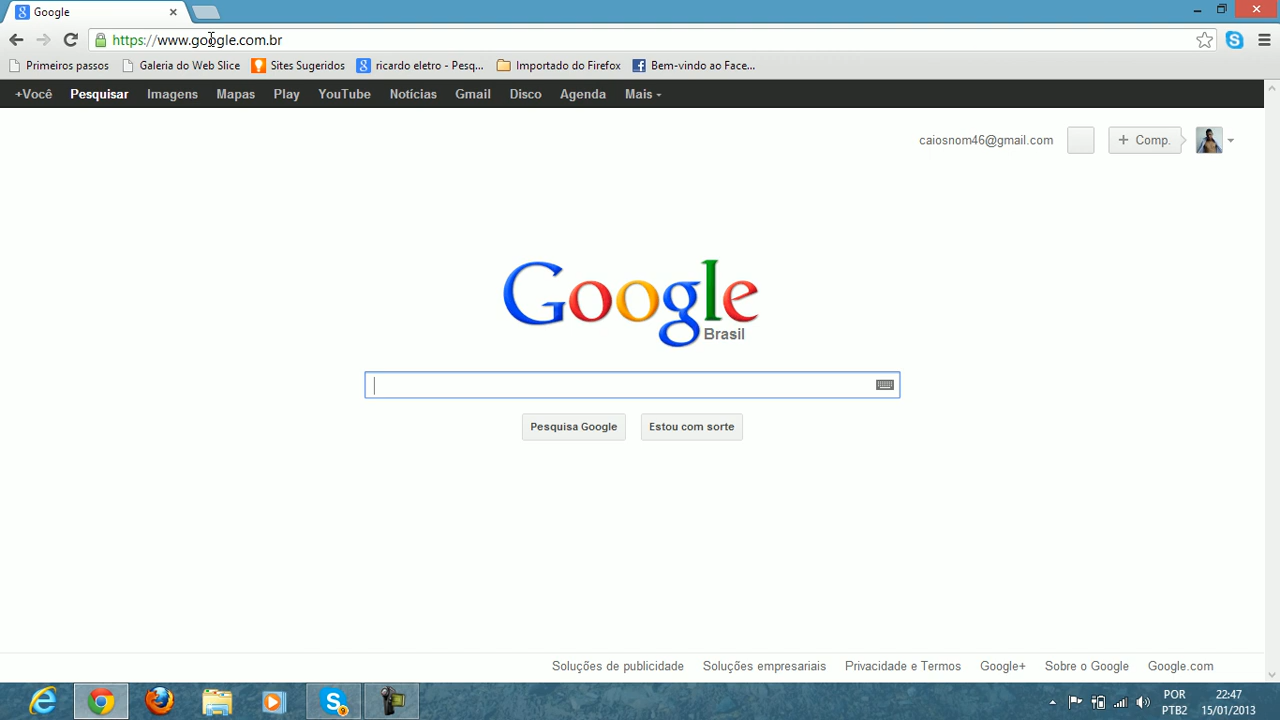 Google
https://www.google.com.br
Primeiros passos Galeria do Web Slice Sites Sugeridos ricardo eletro - Pesq... Importado do Firefox Bem-vindo ao Face...
+Você Pesquisar Imagens Mapas Play YouTube Notícias Gmail Disco Agenda Mais
caiosnom46@gmail.com + Comp.
Google
Brasil
Pesquisa Google Estou com sorte
Soluções de publicidade Soluções empresariais Privacidade e Termos Google+ Sobre o Google Google.com
POR 22:47
PTB2 15/01/2013